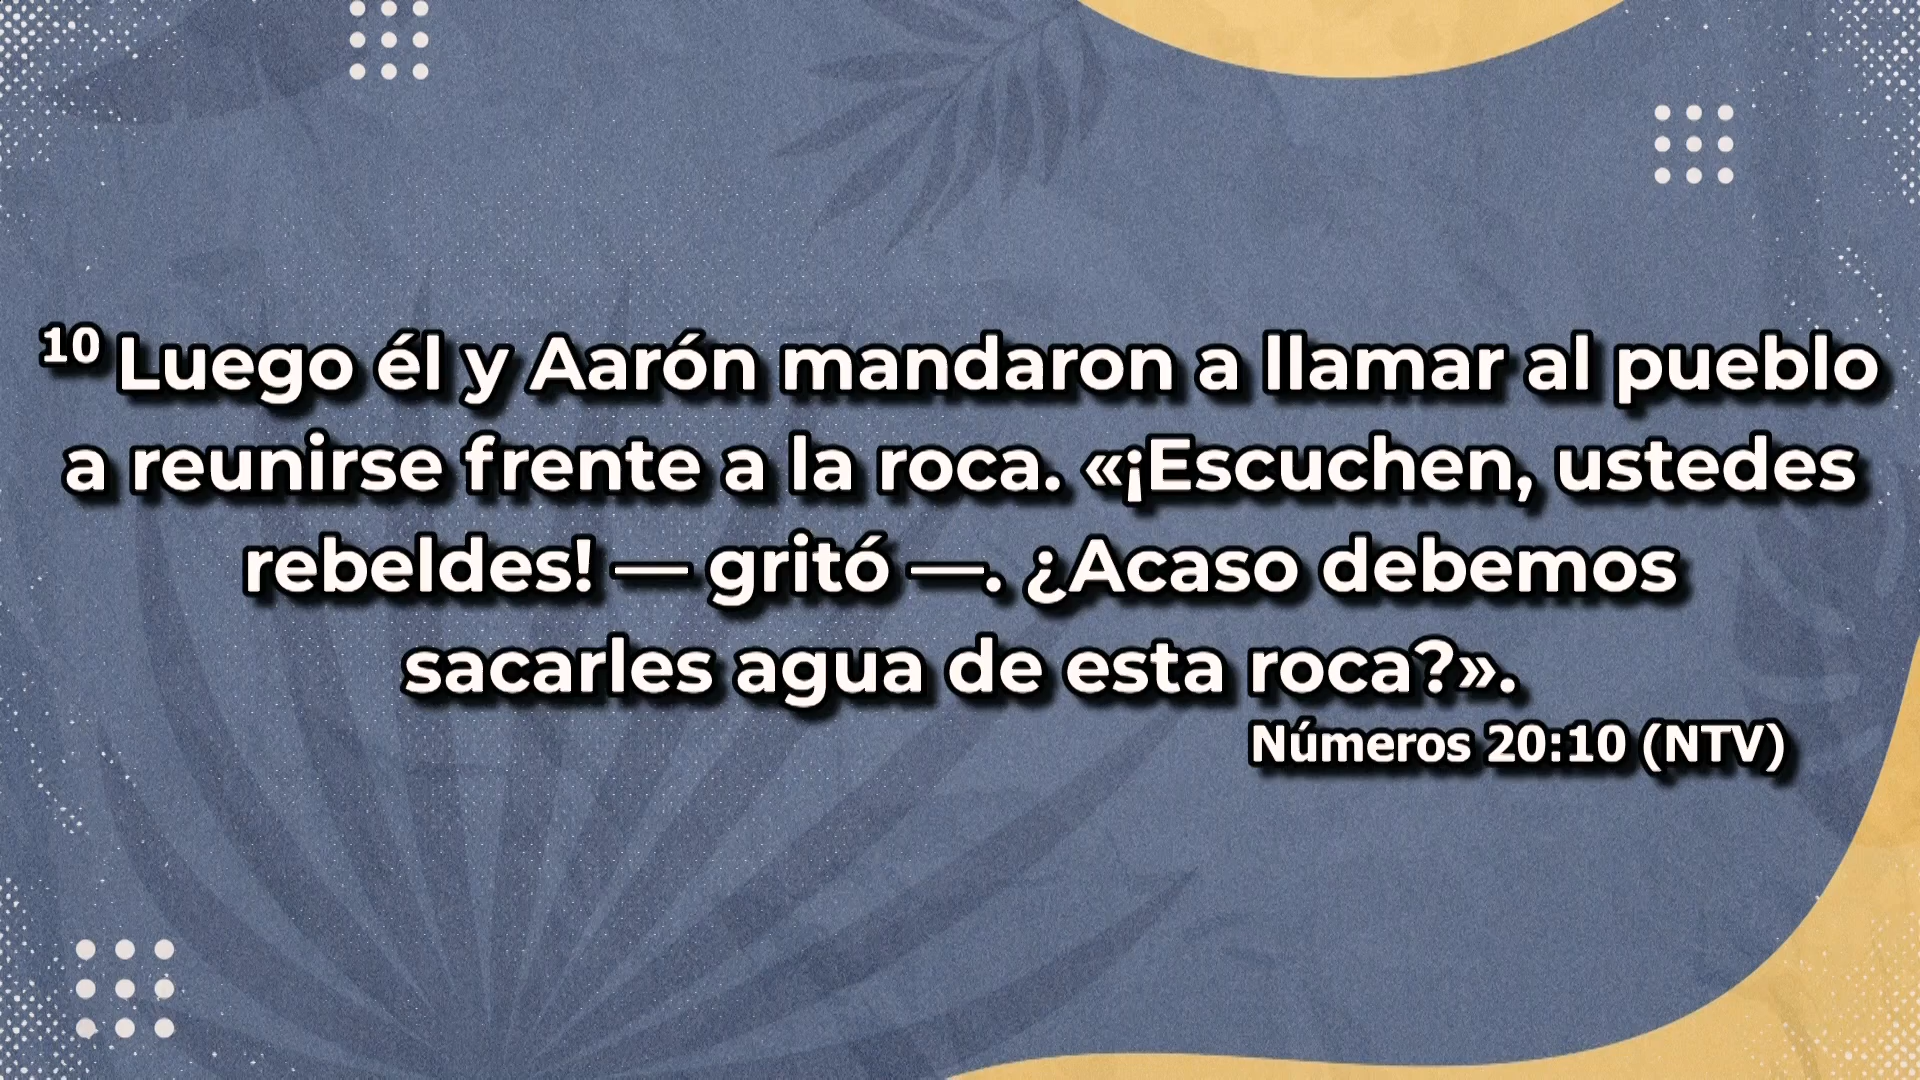 10 Luego él y Aarón mandaron a llamar al pueblo
a reunirse frente a la roca. «¡Escuchen, ustedes
rebeldes! — gritó —. ¿Acaso debemos
sacarles agua de esta roca?».
Números 20:10 (NTV)